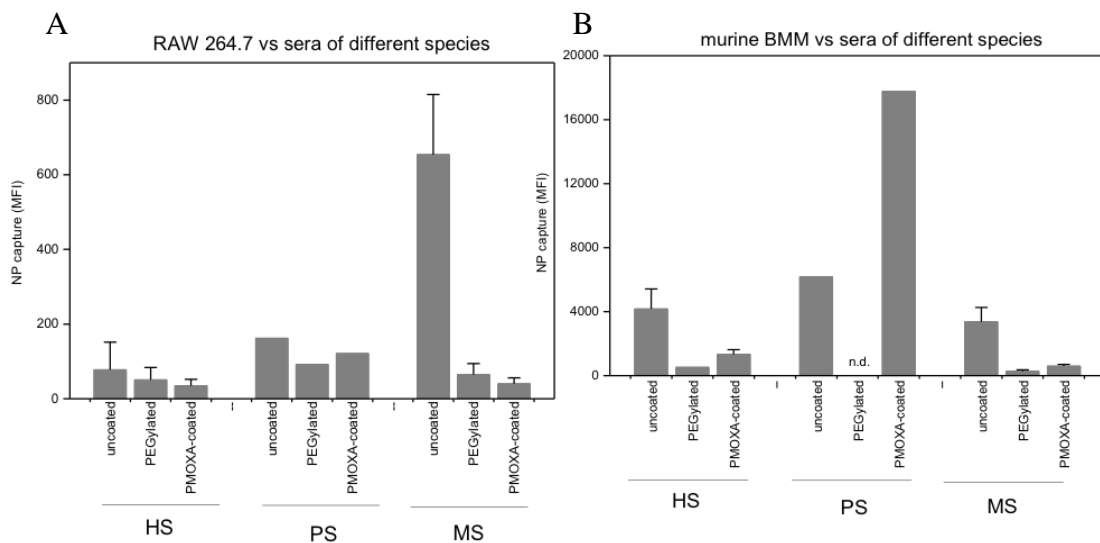 A
RAW 264.7 vs sera of different species
NP capture (MFI)
800
600
400
200
0
uncoated
PEGylated
PMOXA-coated
uncoated
PEGylated
PMOXA-coated
uncoated
PEGylated
PMOXA-coated
HS
PS
MS
B
murine BMM vs sera of different species
NP capture (MFI)
20000
16000
12000
8000
4000
0
n.d.
uncoated
PEGylated
PMOXA-coated
uncoated
PEGylated
PMOXA-coated
uncoated
PEGylated
PMOXA-coated
HS
PS
MS